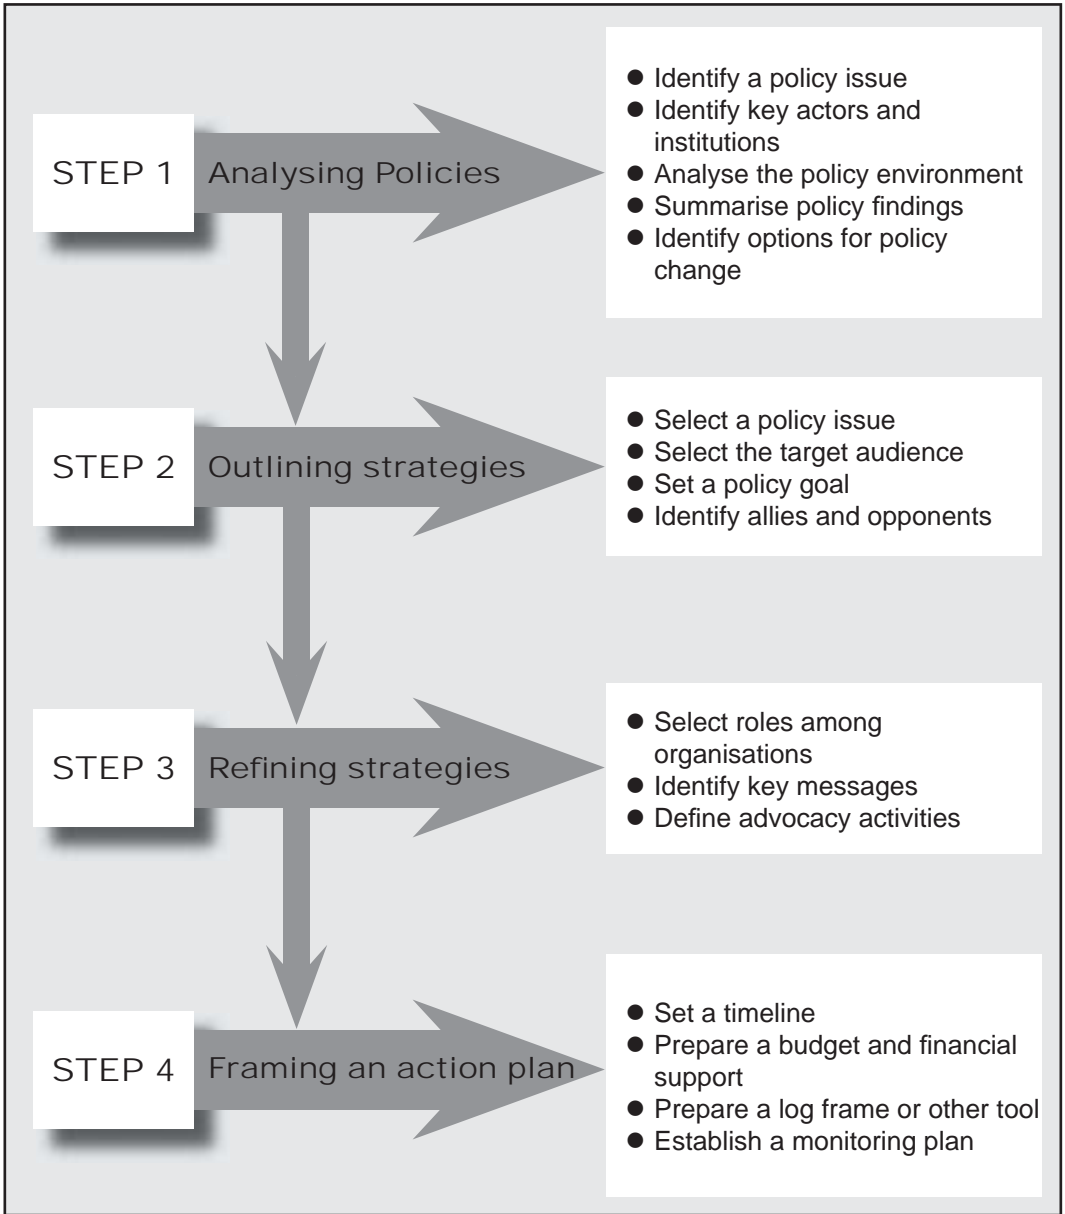 STEP 1
Analysing Policies
● Identify a policy issue
● Identify key actors and
institutions
● Analyse the policy environment
● Summarise policy findings
● Identify options for policy
change
STEP 2
Outlining strategies
● Select a policy issue
● Select the target audience
● Set a policy goal
● Identify allies and opponents
STEP 3
Refining strategies
● Select roles among
organisations
● Identify key messages
● Define advocacy activities
STEP 4
Framing an action plan
● Set a timeline
● Prepare a budget and financial
support
● Prepare a log frame or other tool
● Establish a monitoring plan